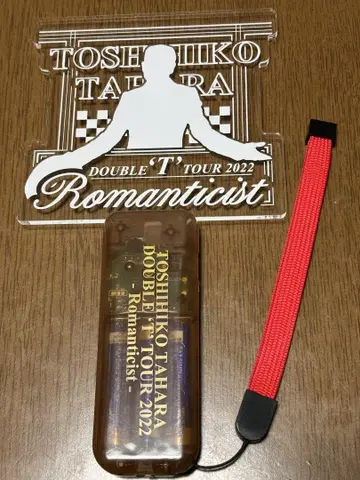 TOSHIHIKO
TAHARA
DOUBLE 'T' TOUR 2022
Romanticist
TOSHIHIKO TAHARA
DOUBLE 'T' TOUR 2022
- Romanticist -